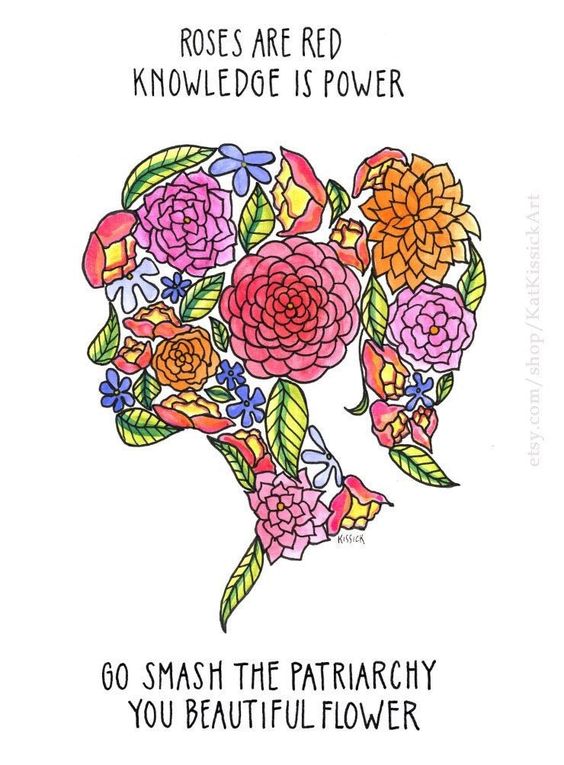 ROSES ARE RED
KNOWLEDGE IS POWER
etsy.com/shop/KatKissickArt
KISSICK
GO SMASH THE PATRIARCHY
YOU BEAUTIFUL FLOWER